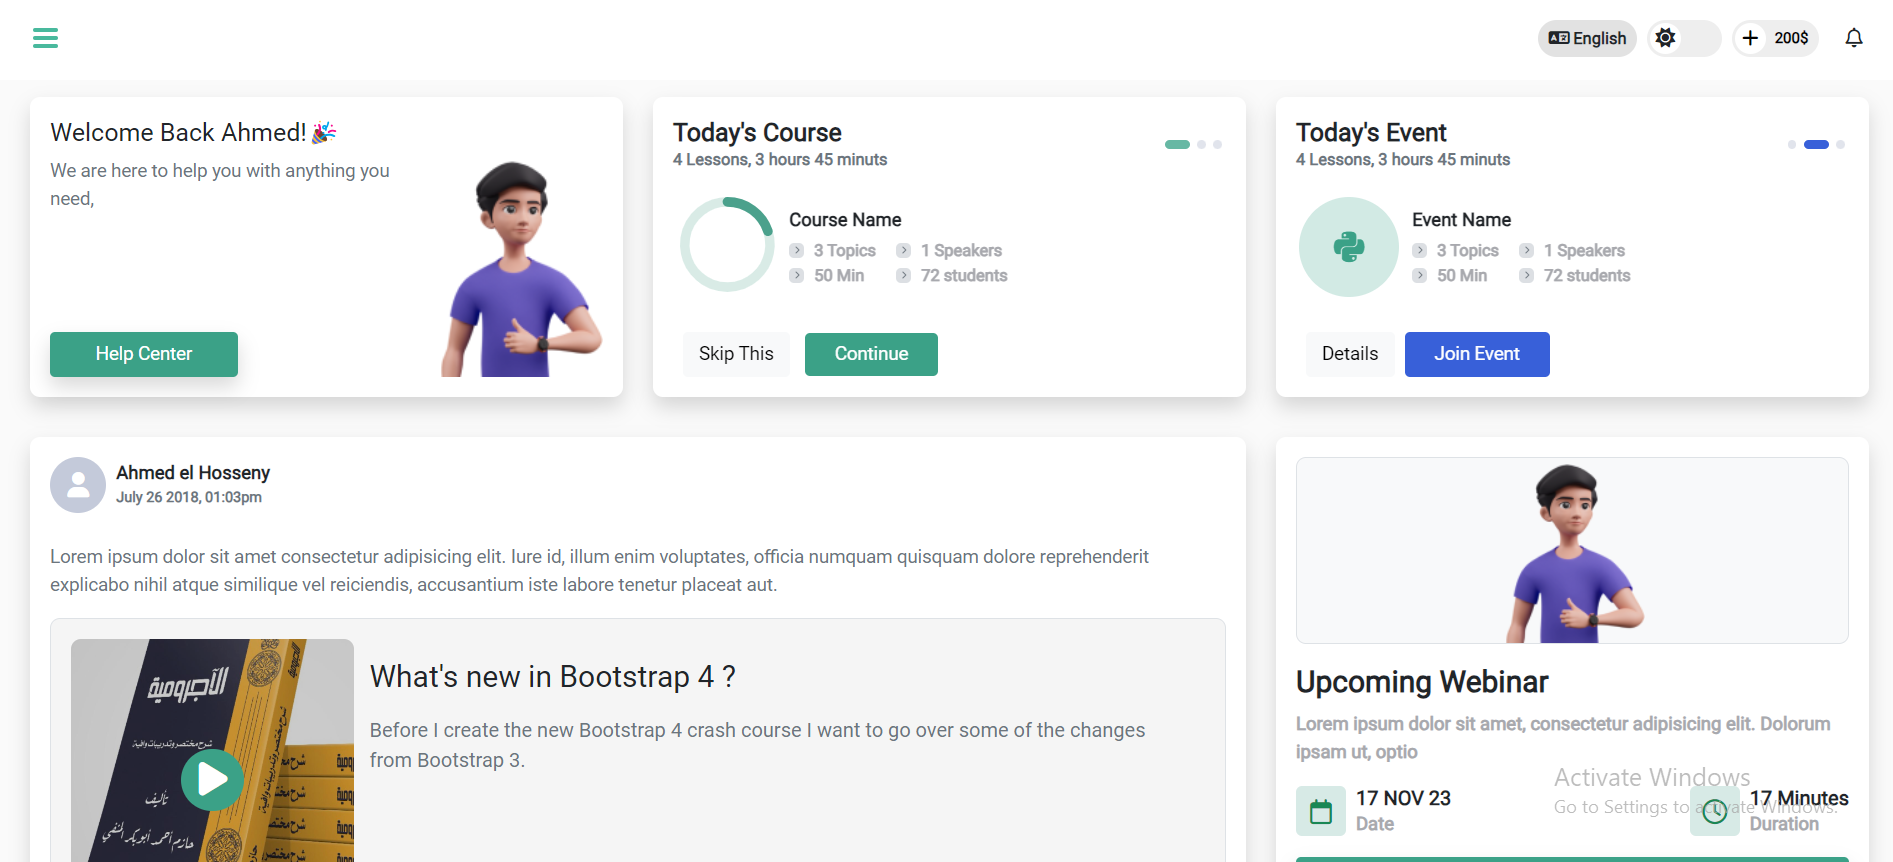 English
200$
Welcome Back Ahmed!
We are here to help you with anything you
need,
Help Center
Today's Course
4 Lessons, 3 hours 45 minuts
Course Name
3 Topics
1 Speakers
50 Min
72 students
Skip This
Continue
Today's Event
4 Lessons, 3 hours 45 minuts
Event Name
3 Topics
1 Speakers
50 Min
72 students
Details
Join Event
Ahmed el Hosseny
July 26 2018, 01:03pm
Lorem ipsum dolor sit amet consectetur adipisicing elit. Iure id, illum enim voluptates, officia numquam quisquam dolore reprehenderit
explicabo nihil atque similique vel reiciendis, accusantium iste labore tenetur placeat aut.
الآجرومية
شرح مختصر وتدريبات وافية
تأليف
What's new in Bootstrap 4 ?
Before I create the new Bootstrap 4 crash course I want to go over some of the changes
from Bootstrap 3.
Upcoming Webinar
Lorem ipsum dolor sit amet, consectetur adipisicing elit. Dolorum
ipsam ut, optio
17 NOV 23
Date
17 Minutes
Duration
Activate Windows
Go to Settings to activate Windows.